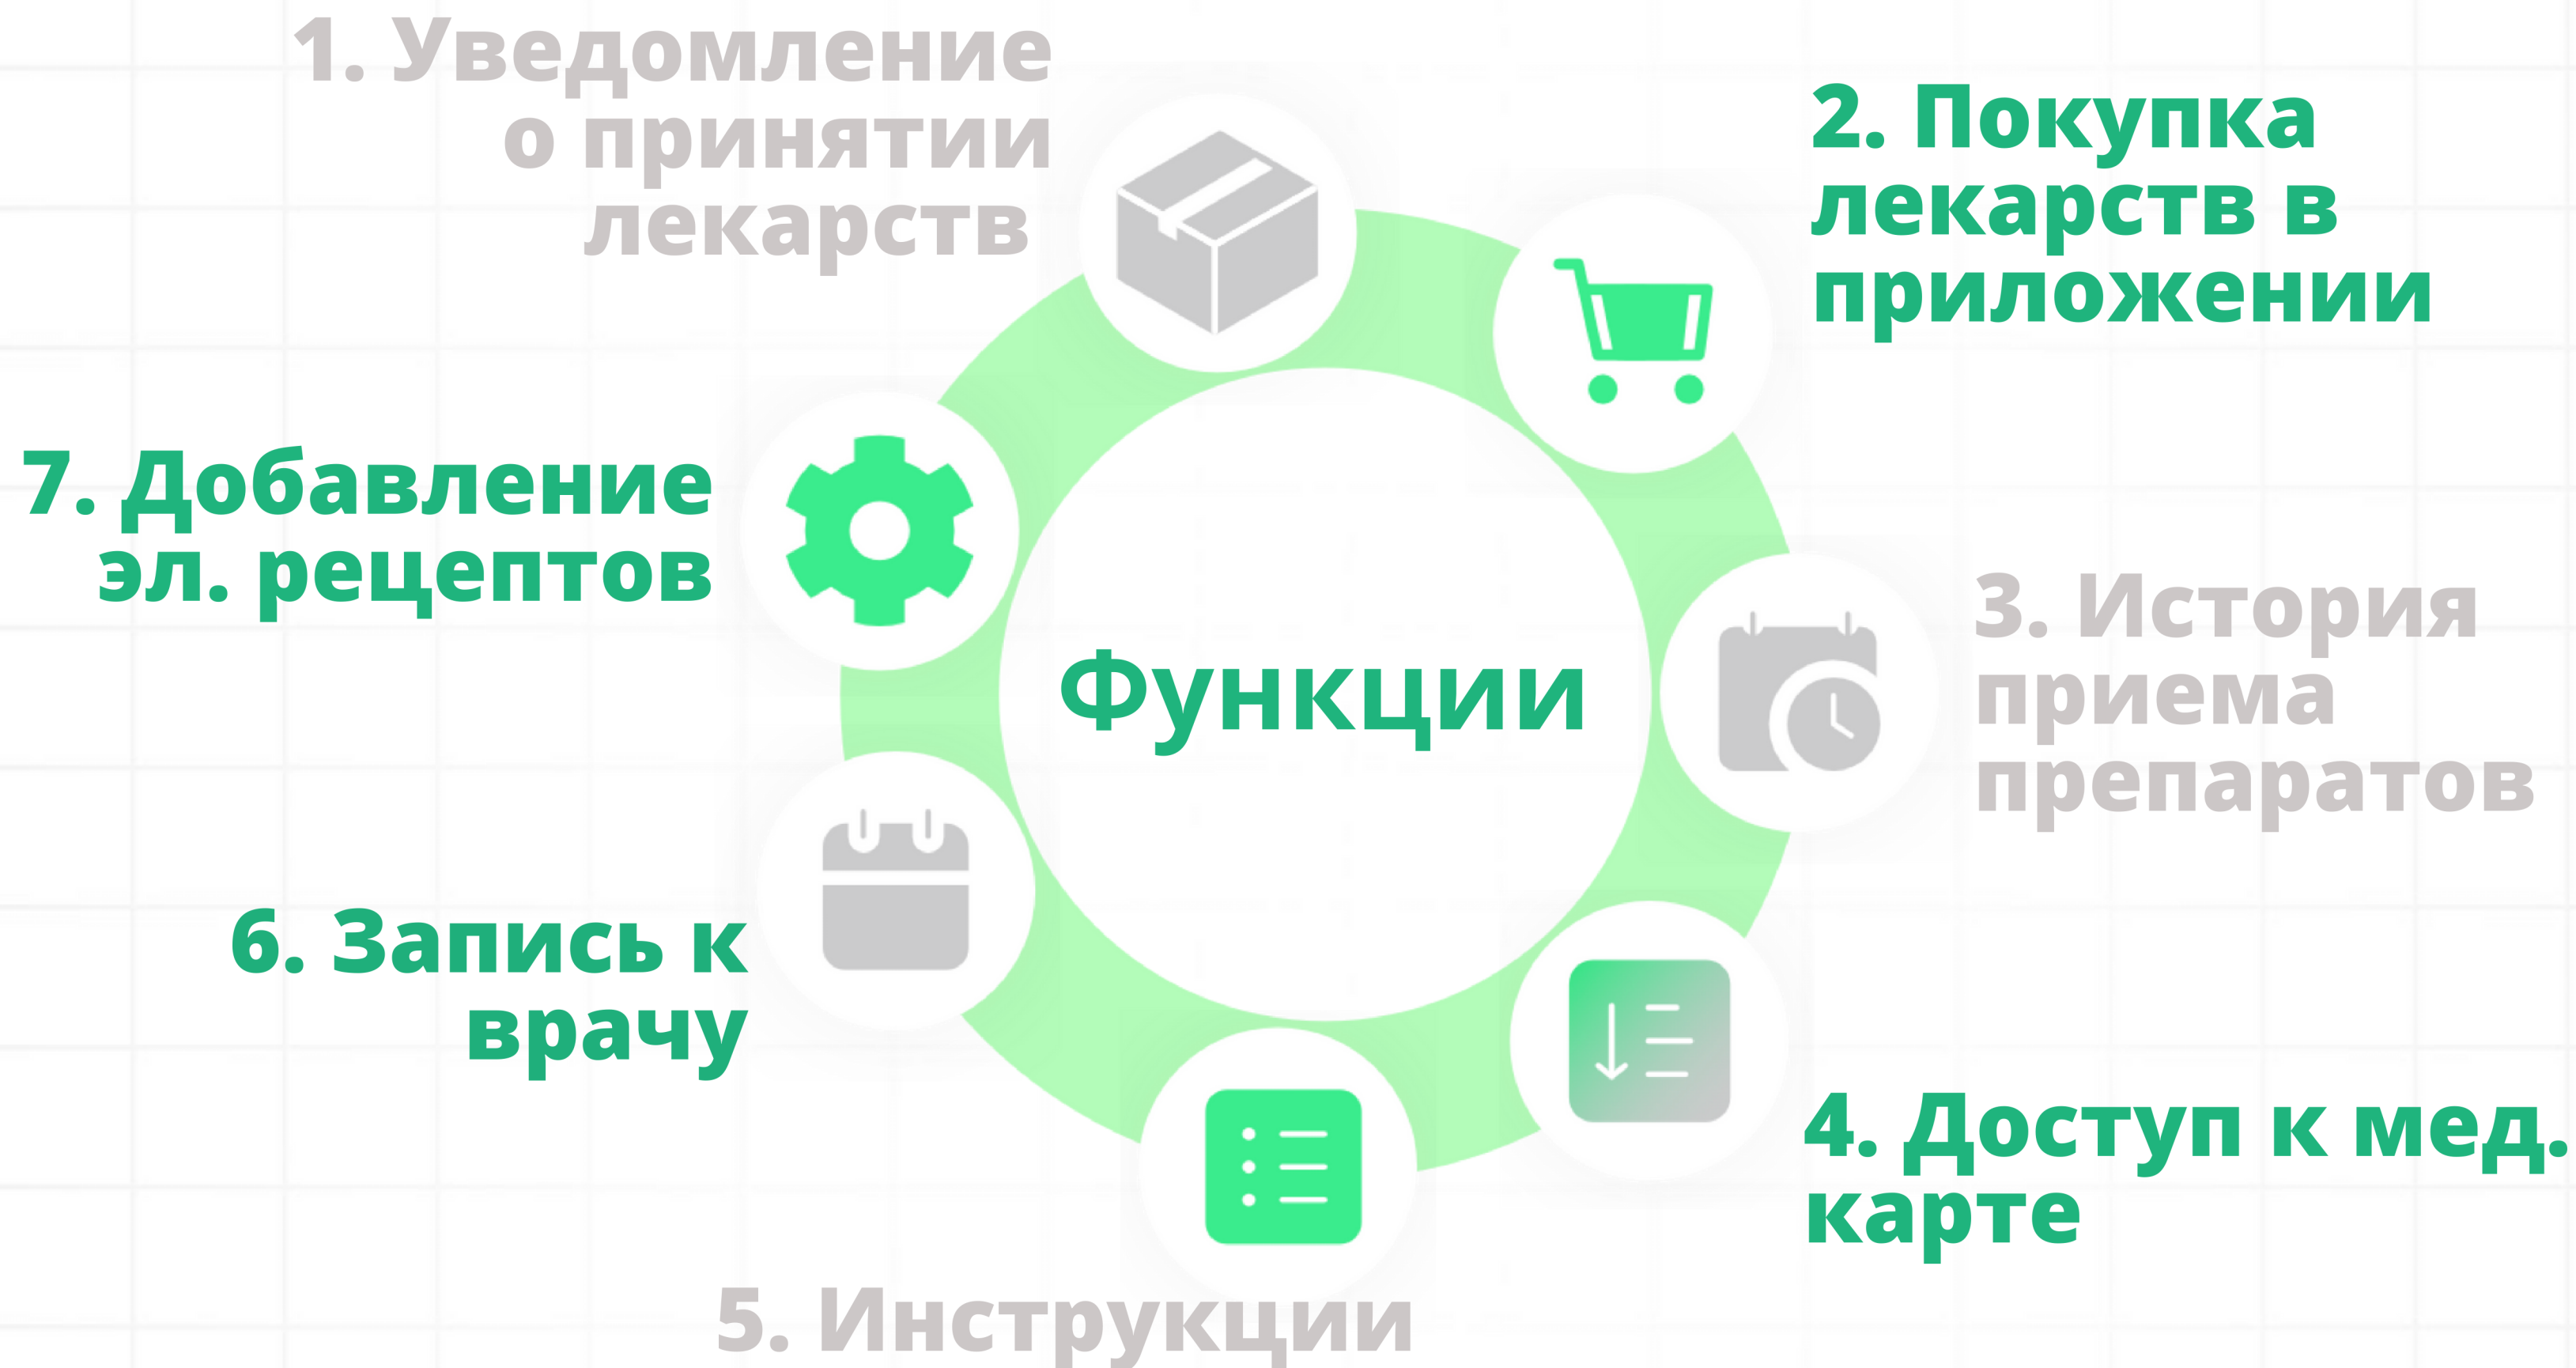 1. Уведомление
о принятии
лекарств
2. Покупка
лекарств в
приложении
3. История
приема
препаратов
4. Доступ к мед.
карте
5. Инструкции
6. Запись к
врачу
7. Добавление
эл. рецептов
Функции